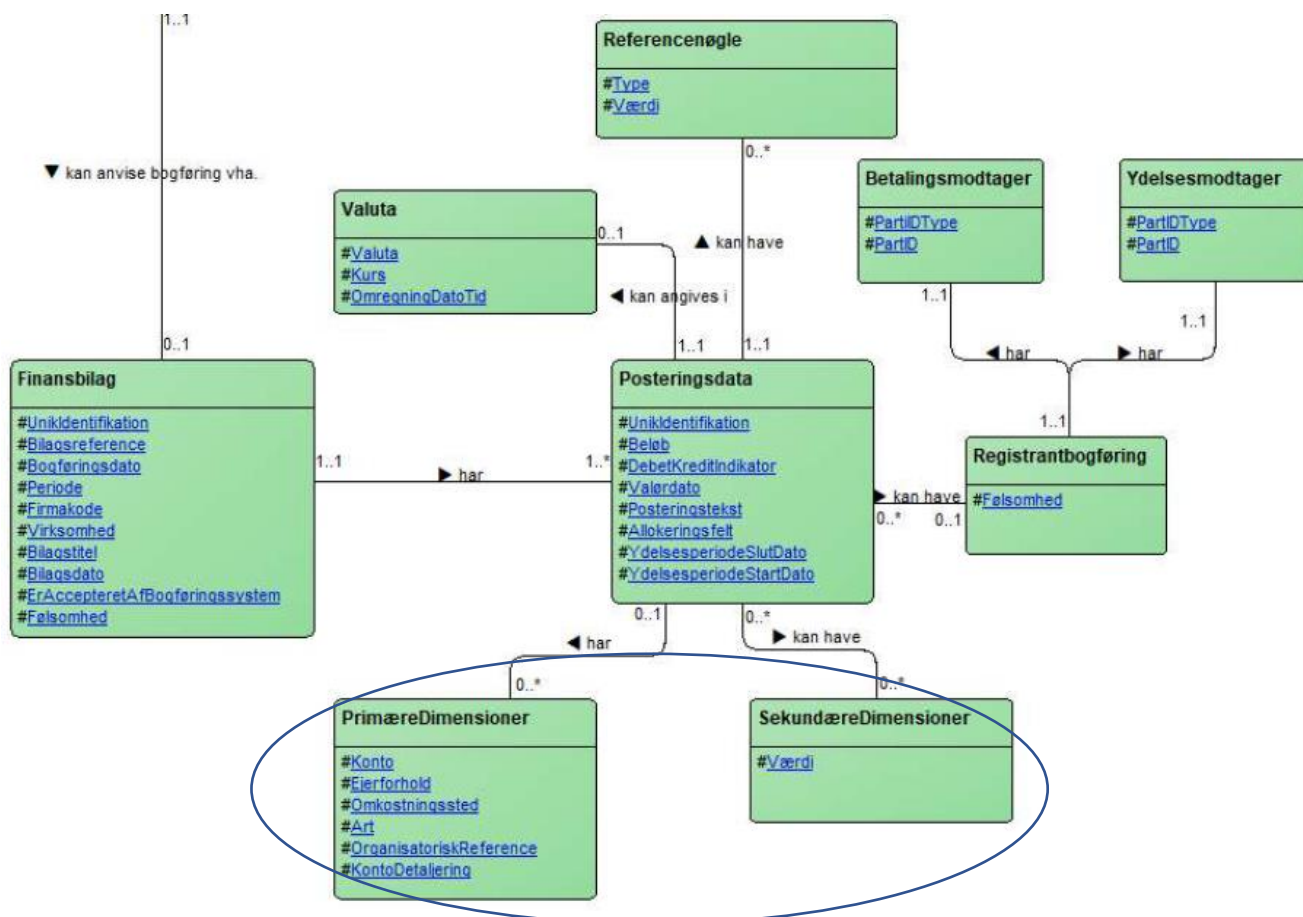 1..1
▼ kan anvise bogføring vha.
0..1
Referencenøgle
#Type
#Værdi
0..*
▲ kan have
1..1
Valuta
#Valuta
#Kurs
#OmregningDatoTid
0..1
◄ kan angives i
1..1
Betalingsmodtager
#PartIDType
#PartID
1..1
◄ har
Ydelsesmodtager
#PartIDType
#PartID
1..1
► har
1..1
Finansbilag
#UnikIdentifikation
#Bilagsreference
#Bogføringsdato
#Periode
#Firmakode
#Virksomhed
#Bilagstitel
#Bilagsdato
#ErAccepteretAfBogføringssystem
#Følsomhed
1..1
► har
1..*
Posteringsdata
#UnikIdentifikation
#Beløb
#DebetKreditIndikator
#Valørdato
#Posteringstekst
#Allokeringsfelt
#YdelsesperiodeSlutDato
#YdelsesperiodeStartDato
► kan have
0..*
0..1
Registrantbogføring
#Følsomhed
0..1
◄ har
0..*
0..*
► kan have
0..*
PrimæreDimensioner
#Konto
#Ejerforhold
#Omkostningssted
#Art
#OrganisatoriskReference
#KontoDetaljering
SekundæreDimensioner
#Værdi